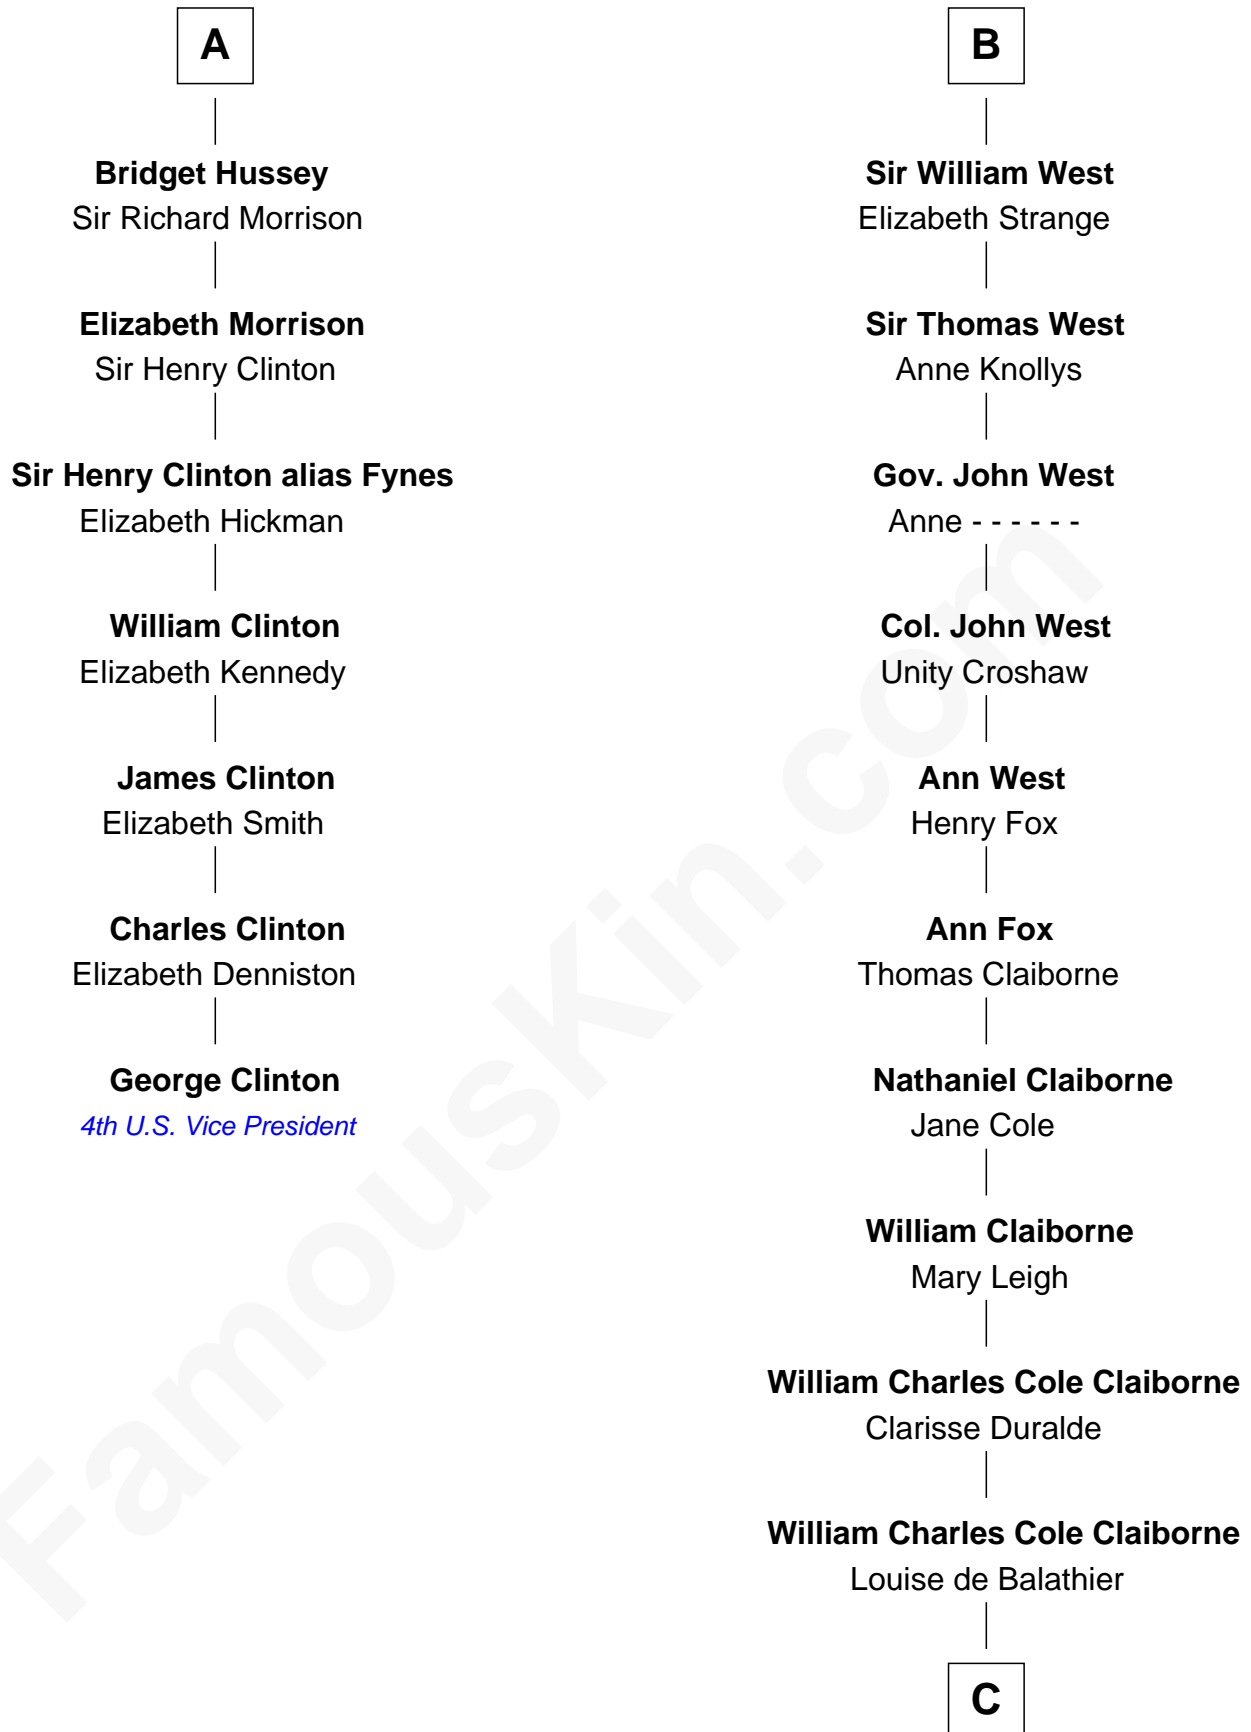 A
Bridget Hussey
Sir Richard Morrison
Elizabeth Morrison
Sir Henry Clinton
Sir Henry Clinton alias Fynes
Elizabeth Hickman
William Clinton
Elizabeth Kennedy
James Clinton
Elizabeth Smith
Charles Clinton
Elizabeth Denniston
George Clinton
4th U.S. Vice President
B
Sir William West
Elizabeth Strange
Sir Thomas West
Anne Knollys
Gov. John West
Anne - - - - - -
Col. John West
Unity Croshaw
Ann West
Henry Fox
Ann Fox
Thomas Claiborne
Nathaniel Claiborne
Jane Cole
William Claiborne
Mary Leigh
William Charles Cole Claiborne
Clarisse Duralde
William Charles Cole Claiborne
Louise de Balathier
C
FamousKin.com